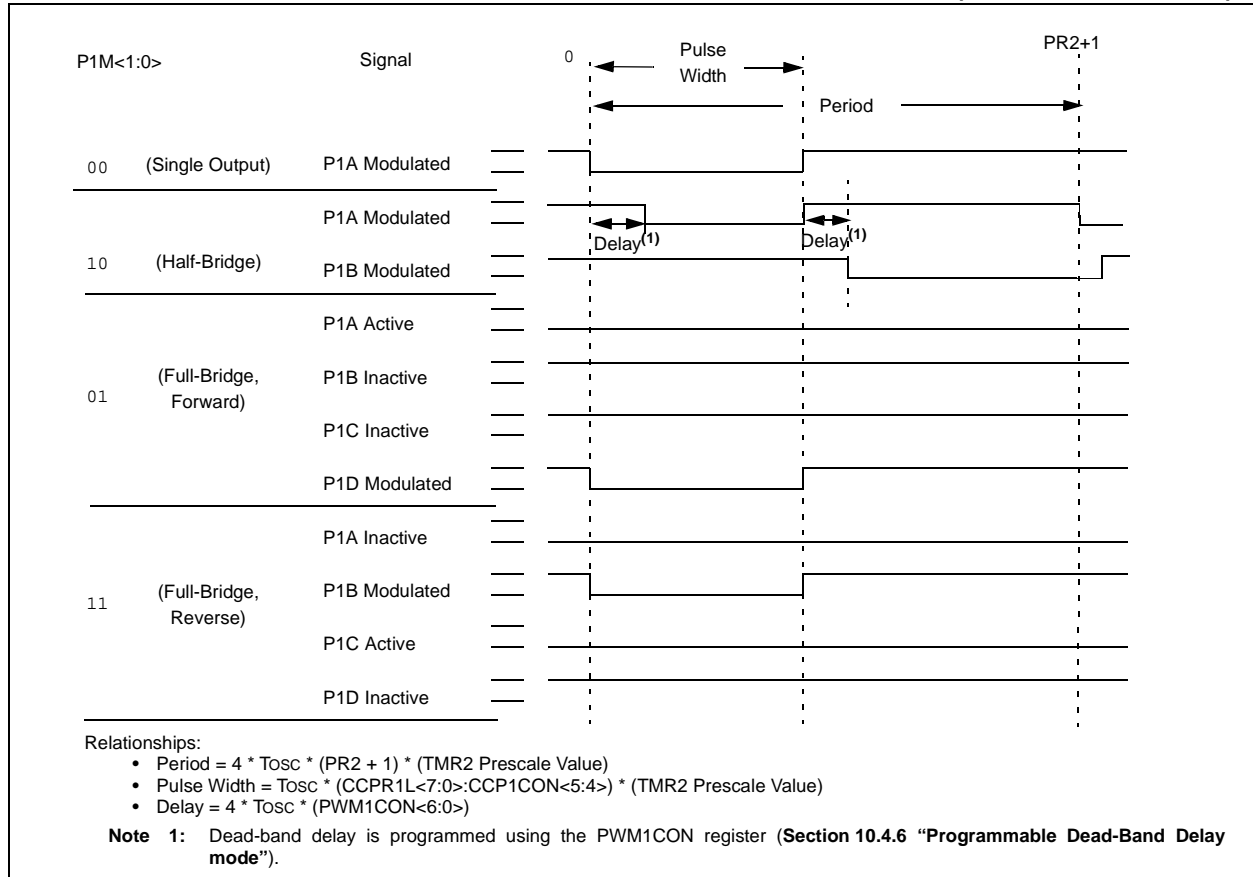 P1M<1:0> Signal 0 Pulse Width PR2+1
Period
00 (Single Output) P1A Modulated
P1A Modulated
Delay(1) Delay(1)
10 (Half-Bridge) P1B Modulated
P1A Active
(Full-Bridge, Forward) P1B Inactive
01
P1C Inactive
P1D Modulated
P1A Inactive
(Full-Bridge, Reverse) P1B Modulated
11
P1C Active
P1D Inactive
Relationships:
• Period = 4 * TOSC * (PR2 + 1) * (TMR2 Prescale Value)
• Pulse Width = TOSC * (CCPR1L<7:0>:CCP1CON<5:4>) * (TMR2 Prescale Value)
• Delay = 4 * TOSC * (PWM1CON<6:0>)
Note 1: Dead-band delay is programmed using the PWM1CON register (Section 10.4.6 “Programmable Dead-Band Delay
mode”).